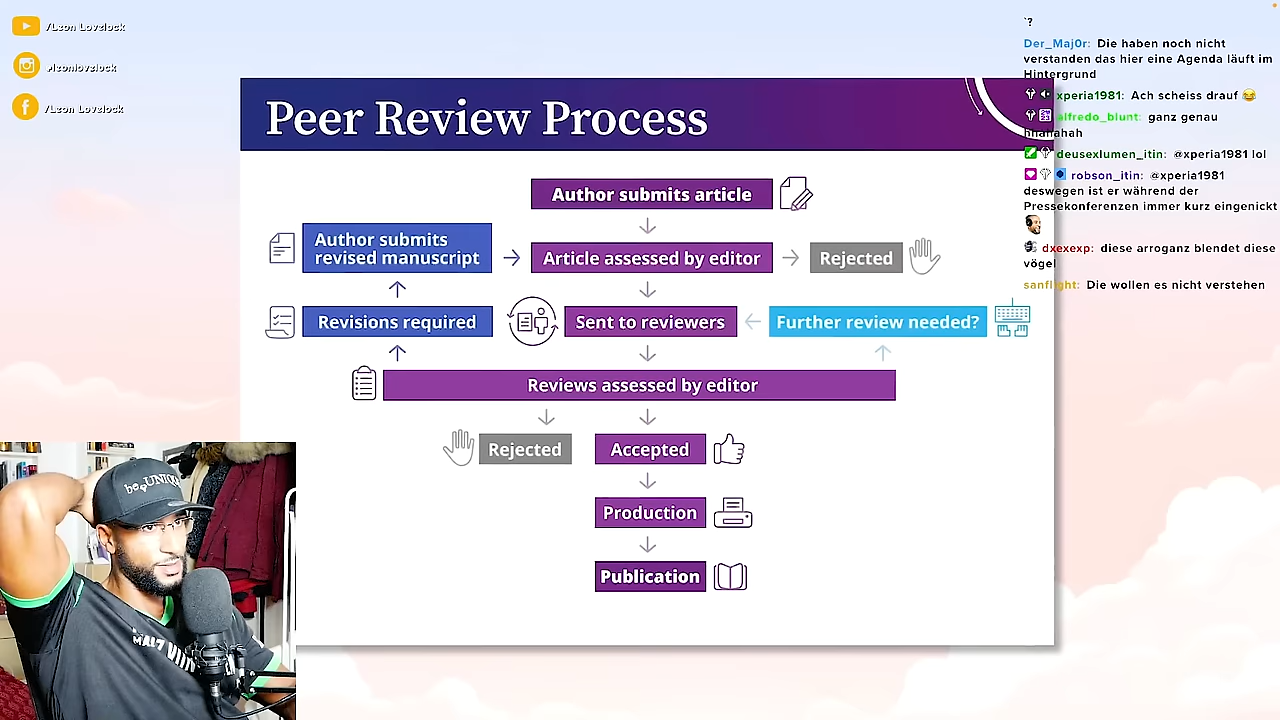 /Leon Lovelock
/leonlovelock
/Leon Lovelock
Peer Review Process
Author submits article
Author submits
revised manuscript
Article assessed by editor
Rejected
Revisions required
Sent to reviewers
Further review needed?
Reviews assessed by editor
Rejected
Accepted
Production
Publication
be UNIQUE
`?
Der_Maj0r: Die haben noch nicht
verstanden das hier eine Agenda läuft im
Hintergrund
xperia1981: Ach scheiss drauf 😂
alfredo_blunt: ganz genau
hhahahah
deusexlumen_itin: @xperia1981 lol
robson_itin: @xperia1981
deswegen ist er während der
Pressekonferenzen immer kurz eingenickt
dxexexp: diese arroganz blendet diese
vögel
sanflight: Die wollen es nicht verstehen